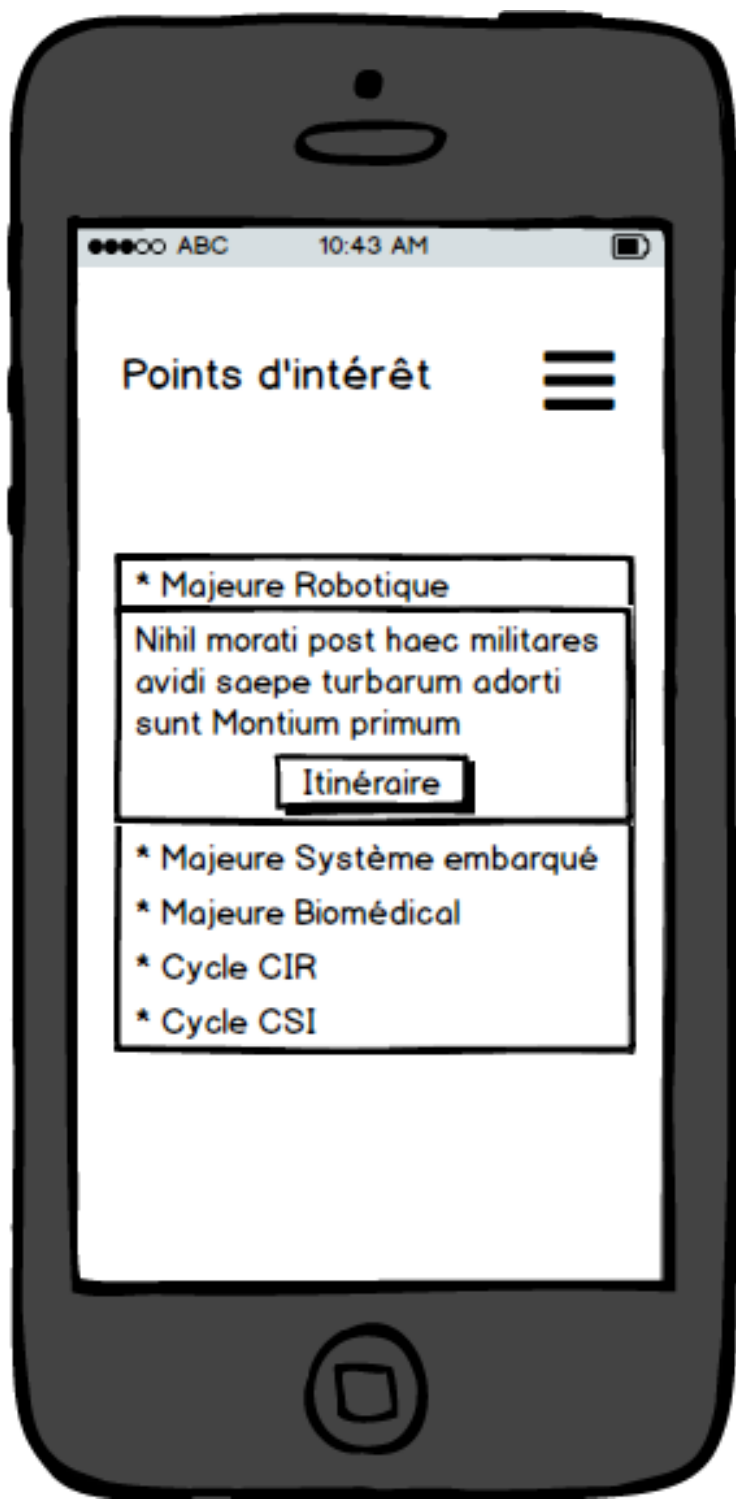 ABC 10:43 AM
Points d'intérêt
* Majeure Robotique
Nihil morati post haec militares
avidi saepe turbarum adorti
sunt Montium primum
Itinéraire
* Majeure Système embarqué
* Majeure Biomédical
* Cycle CIR
* Cycle CSI